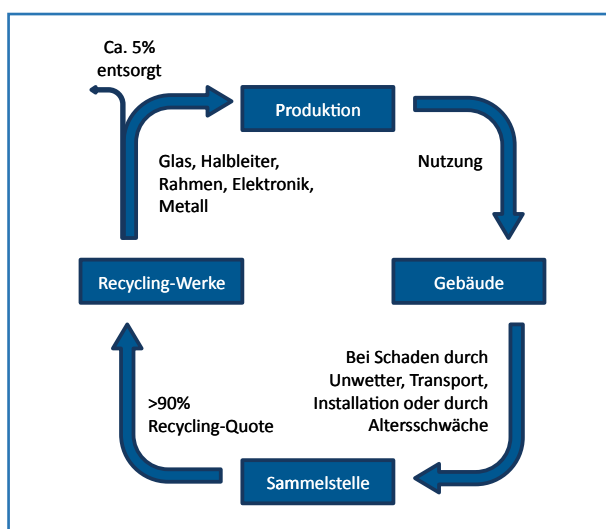 Ca. 5%
entsorgt
Produktion
Glas, Halbleiter,
Rahmen, Elektronik,
Metall
Nutzung
Recycling-Werke
Gebäude
Bei Schaden durch
Unwetter, Transport,
Installation oder durch
Altersschwäche
>90%
Recycling-Quote
Sammelstelle